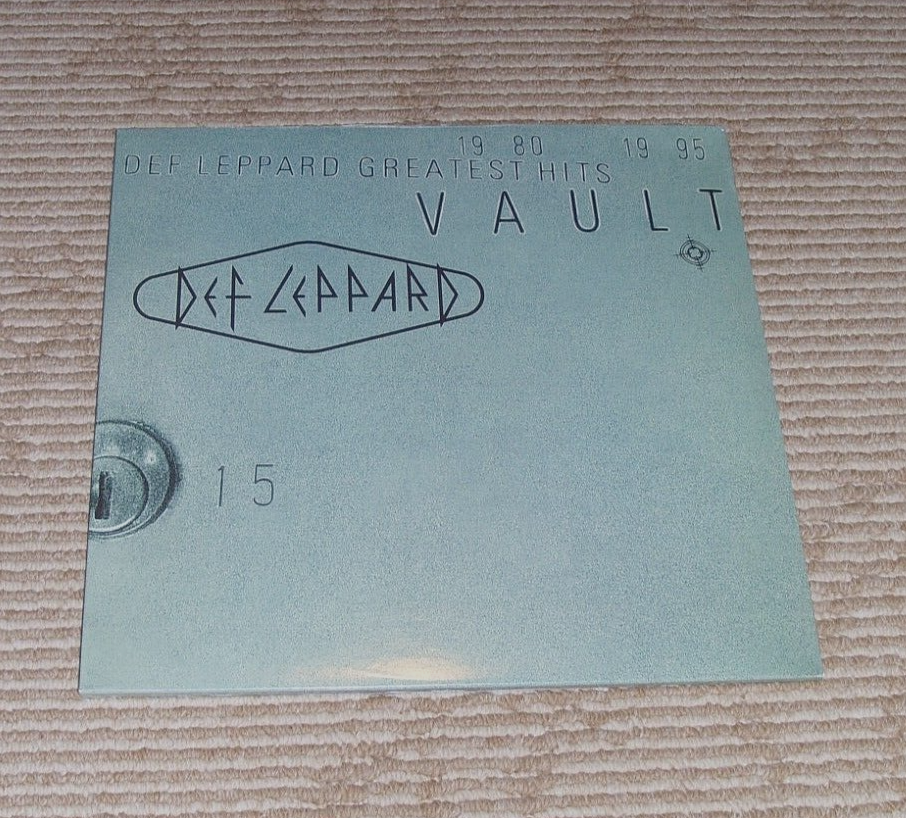 19 80 19 95
DEF LEPPARD GREATEST HITS
VAULT
DEF LEPPARD
15